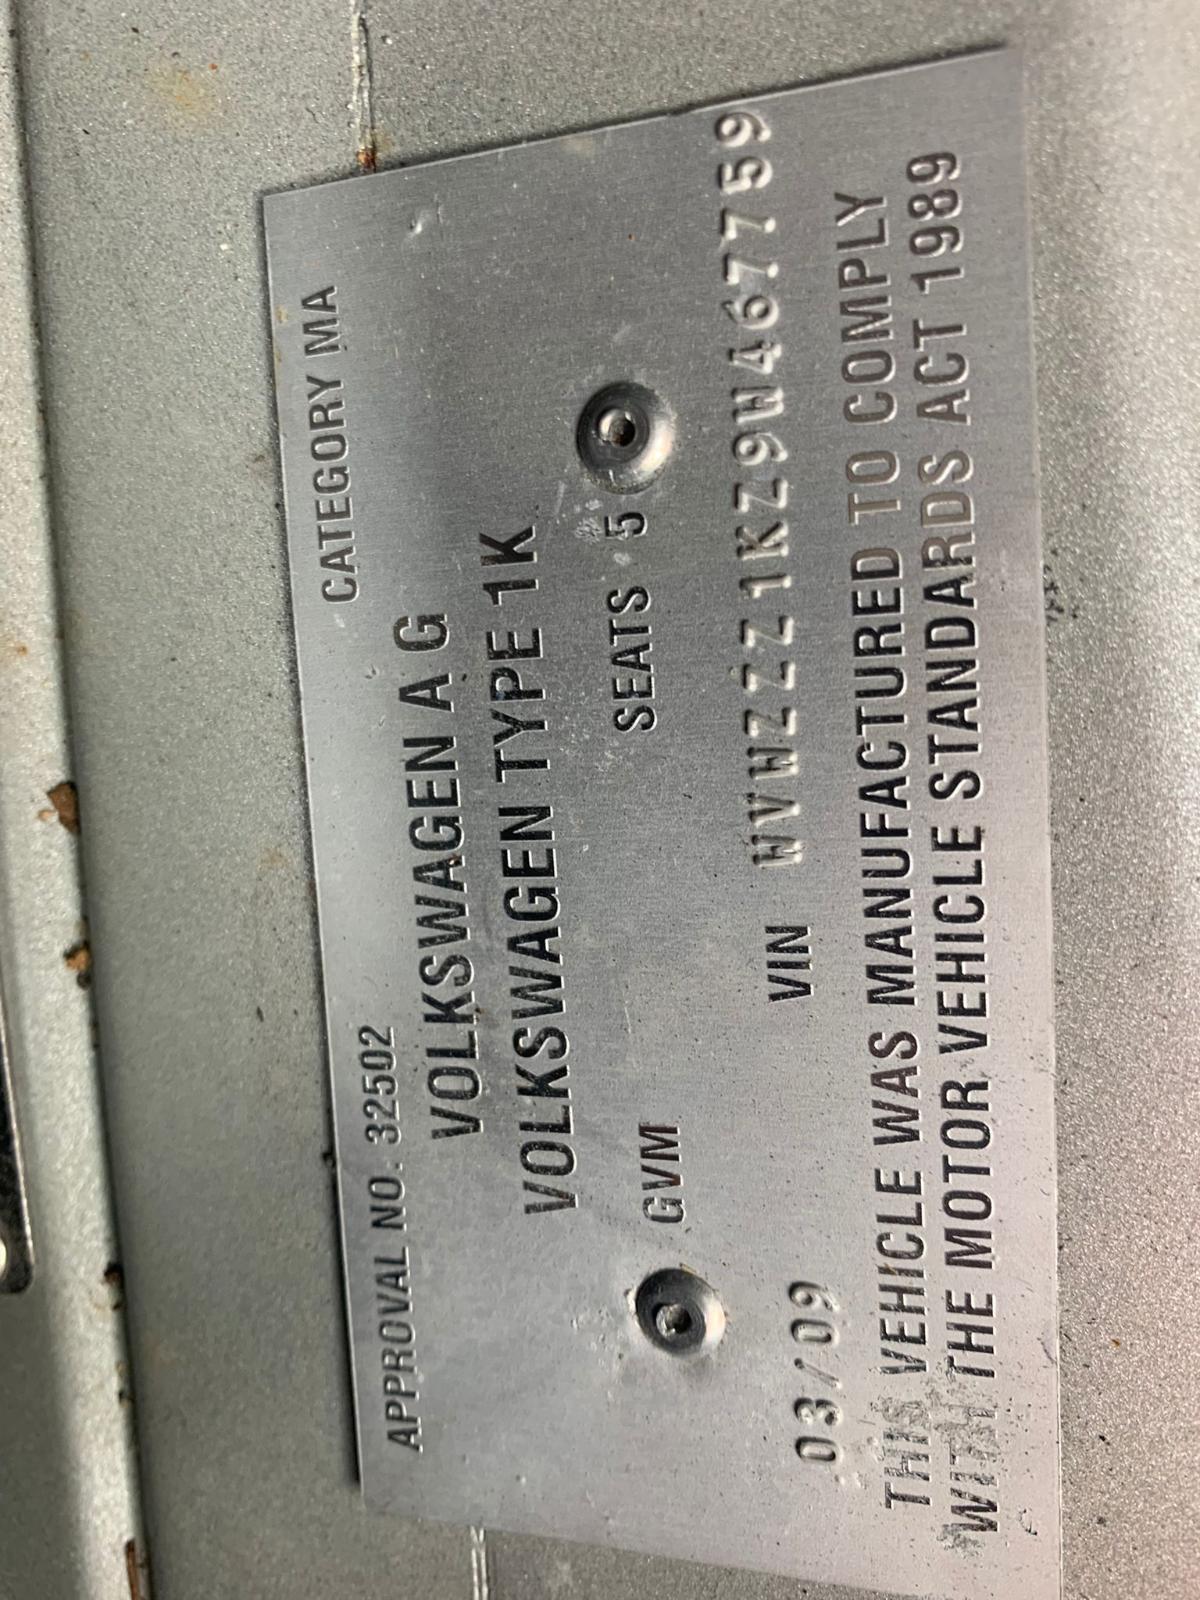 APPROVAL NO. 32502 CATEGORY MA
VOLKSWAGEN A G
VOLKSWAGEN TYPE 1K
GVM SEATS 5
03/09 VIN WVWZZZ1KZ9W467759
THIS VEHICLE WAS MANUFACTURED TO COMPLY
WITH THE MOTOR VEHICLE STANDARDS ACT 1989